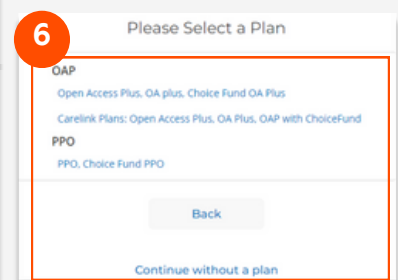 6
Please Select a Plan
OAP
Open Access Plus, OA plus, Choice Fund OA Plus
Carelink Plans: Open Access Plus, OA Plus, OAP with ChoiceFund
PPO
PPO, Choice Fund PPO
Back
Continue without a plan